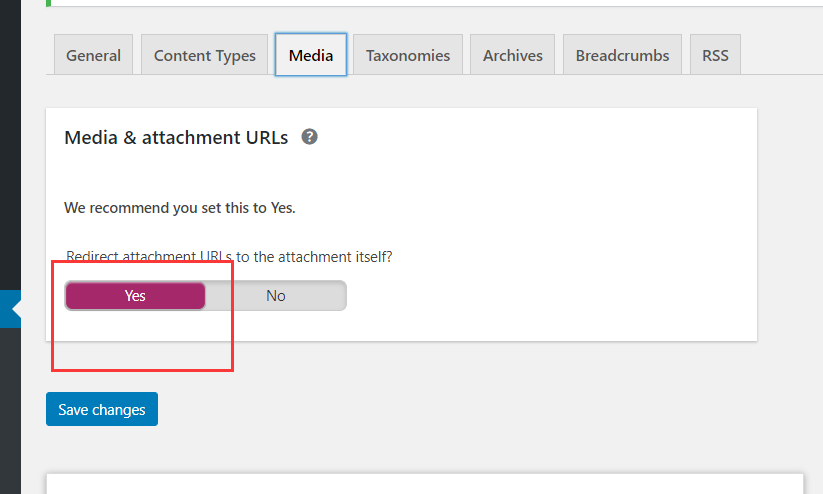 General Content Types Media Taxonomies Archives Breadcrumbs RSS
Media & attachment URLs ?
We recommend you set this to Yes.
Redirect attachment URLs to the attachment itself?
Yes No
Save changes